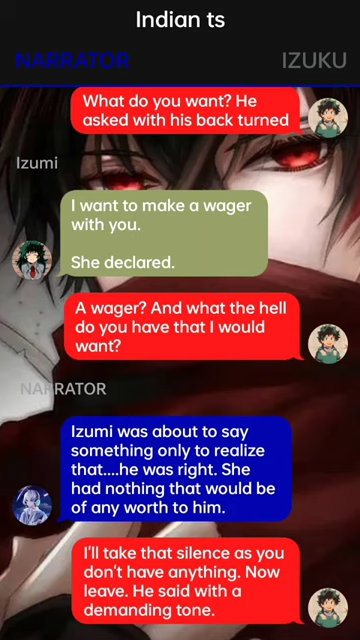 Indian ts
NARRATOR
IZUKU
What do you want? He
asked with his back turned
Izumi
I want to make a wager
with you.
She declared.
A wager? And what the hell
do you have that I would
want?
NARRATOR
Izumi was about to say
something only to realize
that....he was right. She
had nothing that would be
of any worth to him.
I'll take that silence as you
don't have anything. Now
leave. He said with a
demanding tone.